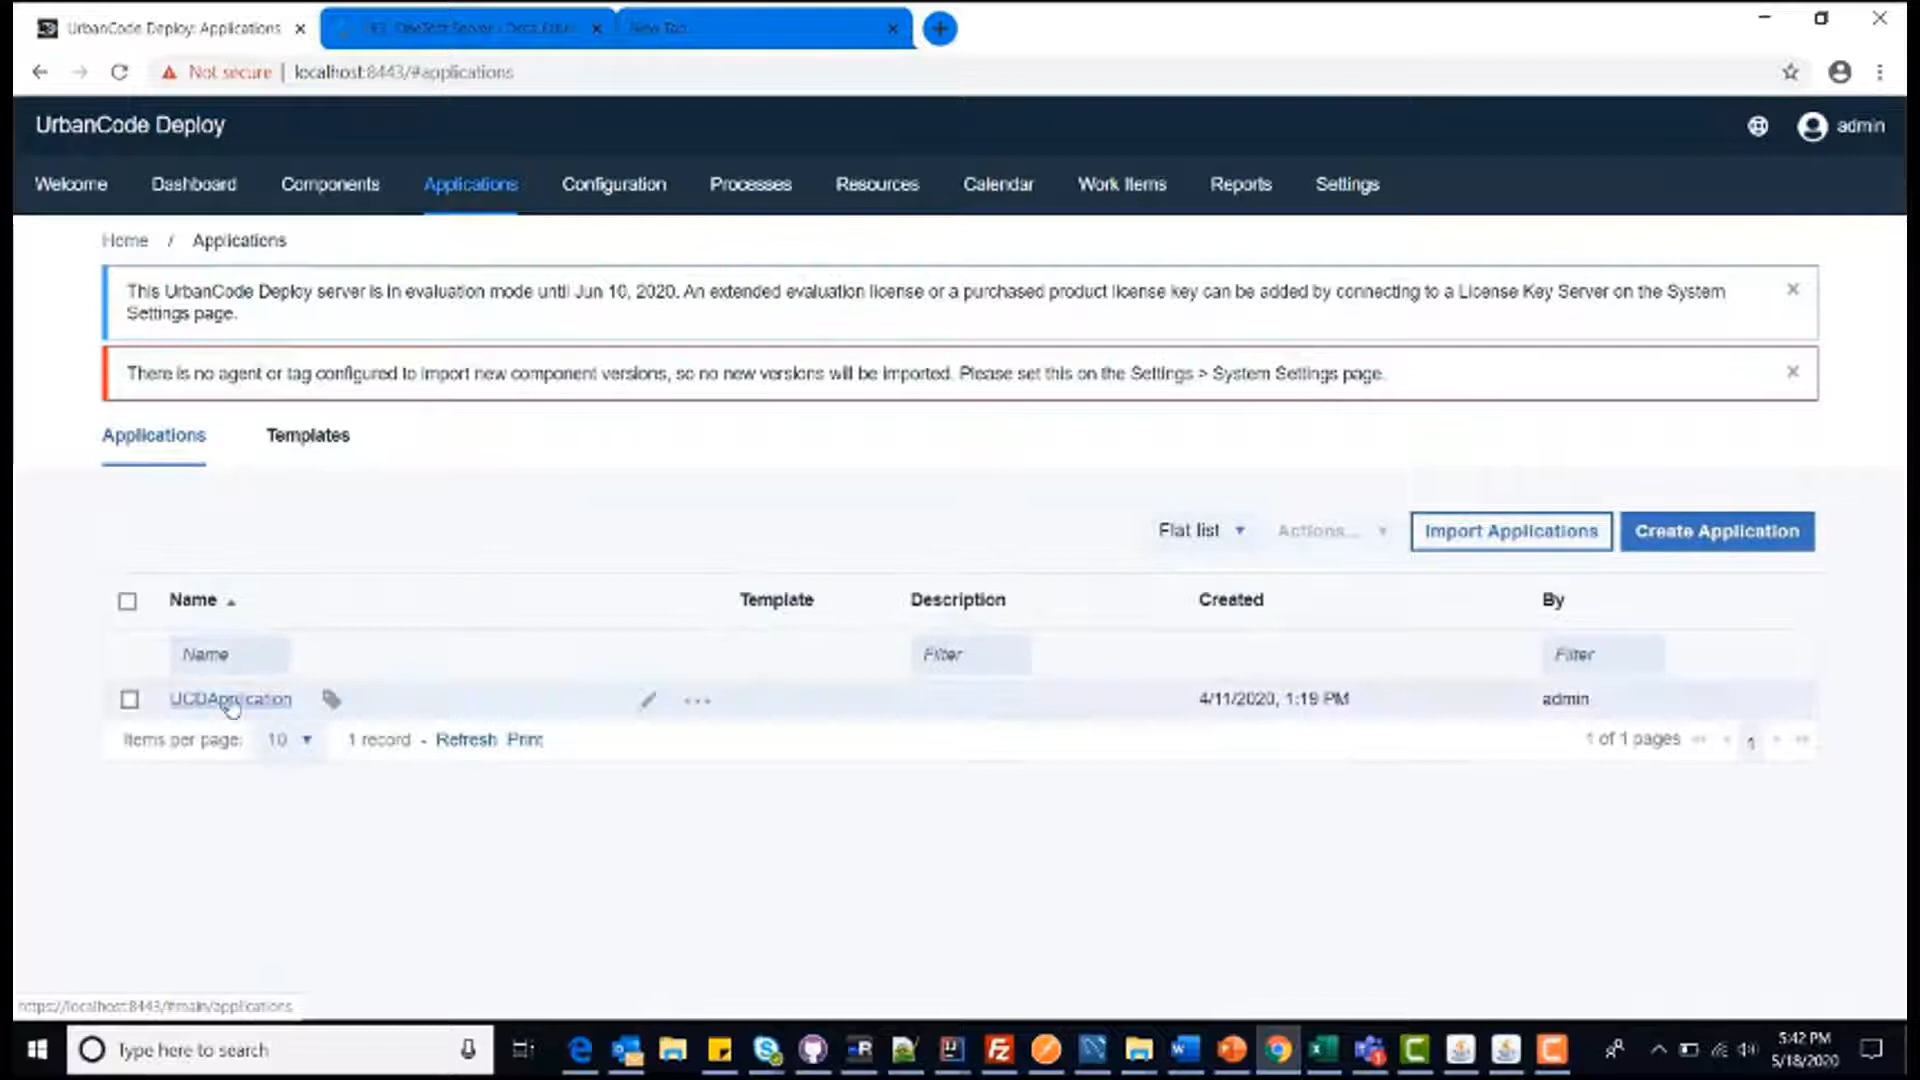 UrbanCode Deploy: Applications
New Tab
Not secure | localhost:8443/#applications
UrbanCode Deploy
admin
Welcome Dashboard Components Applications Configuration Processes Resources Calendar Work Items Reports Settings
Home / Applications
This UrbanCode Deploy server is in evaluation mode until Jun 10, 2020. An extended evaluation license or a purchased product license key can be added by connecting to a License Key Server on the System
Settings page.
There is no agent or tag configured to import new component versions, so no new versions will be imported. Please set this on the Settings > System Settings page.
Applications Templates
Flat list Actions... Import Applications Create Application
Name Template Description Created By
Name Filter Filter
UCDApplication 4/11/2020, 1:19 PM admin
Items per page: 10 1 record - Refresh Print 1 of 1 pages 1
https://localhost:8443/#main/applications
Type here to search
5:42 PM
5/18/2020